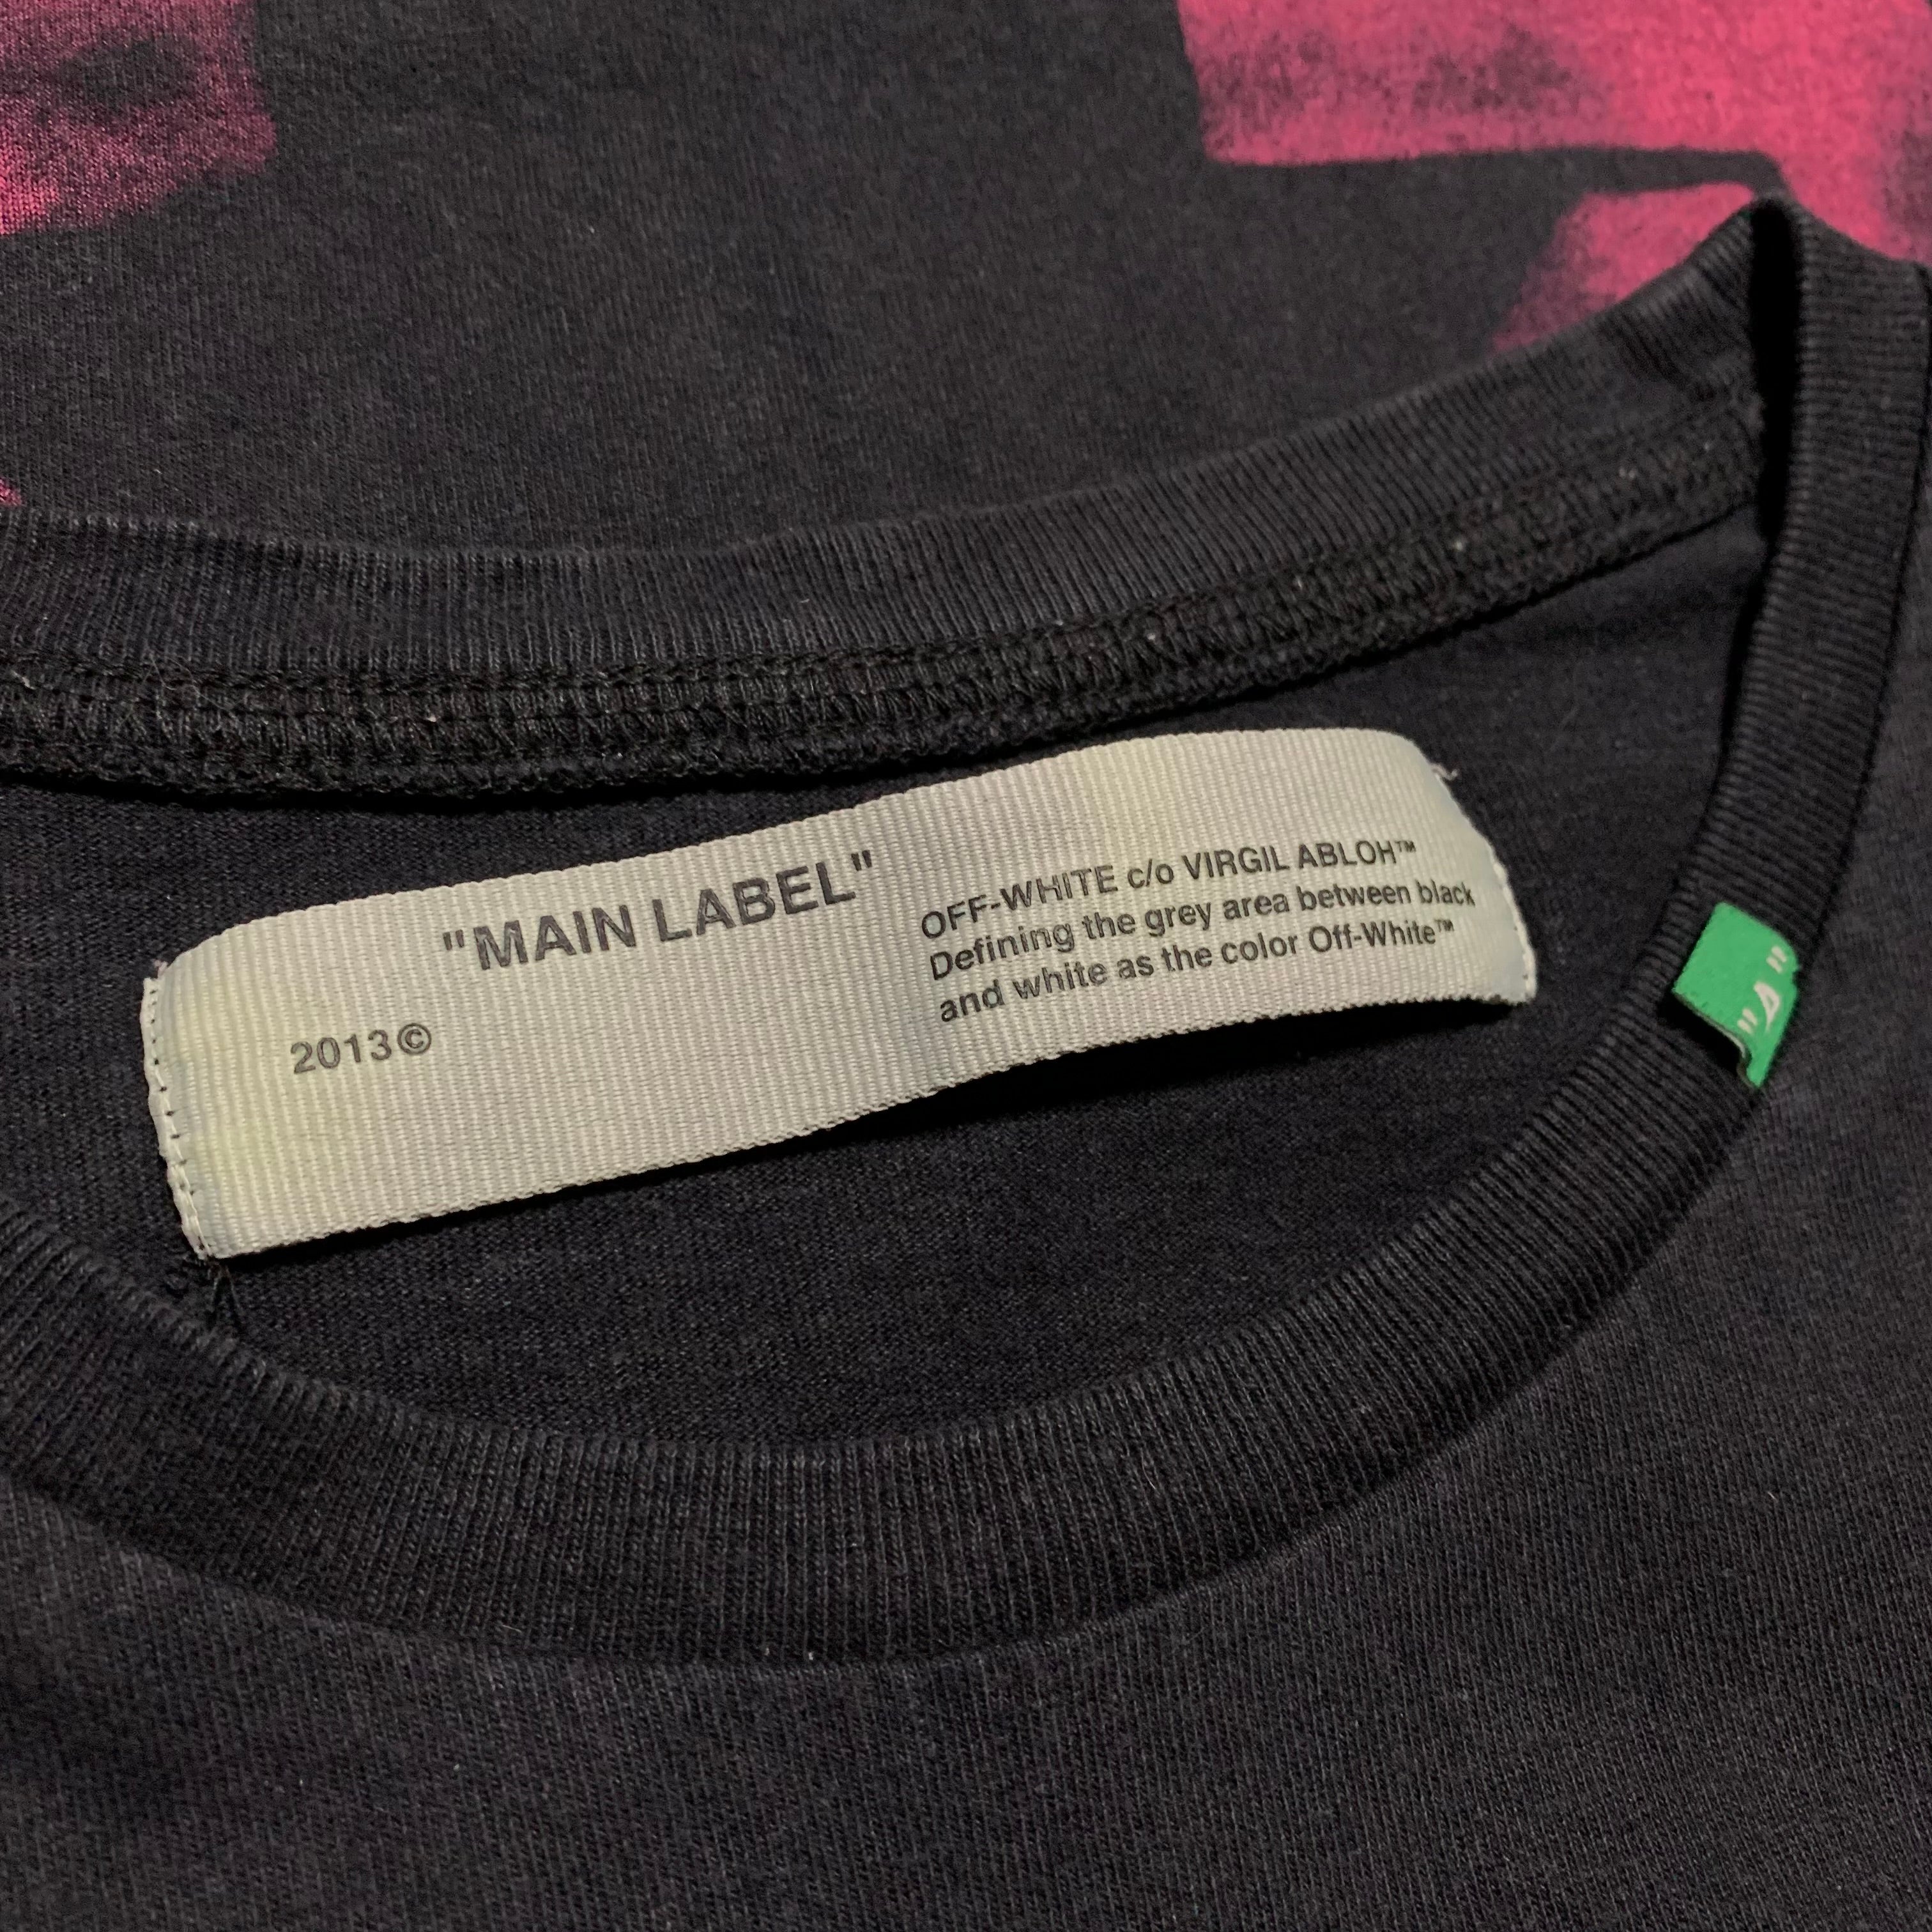 "MAIN LABEL"
OFF-WHITE c/o VIRGIL ABLOH™
Defining the grey area between black
and white as the color Off-White™
2013©
"A"